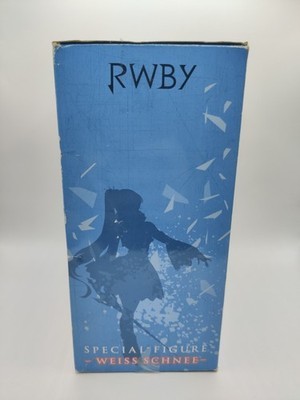 RWBY
SPECIAL FIGURE
- WEISS SCHNEE -